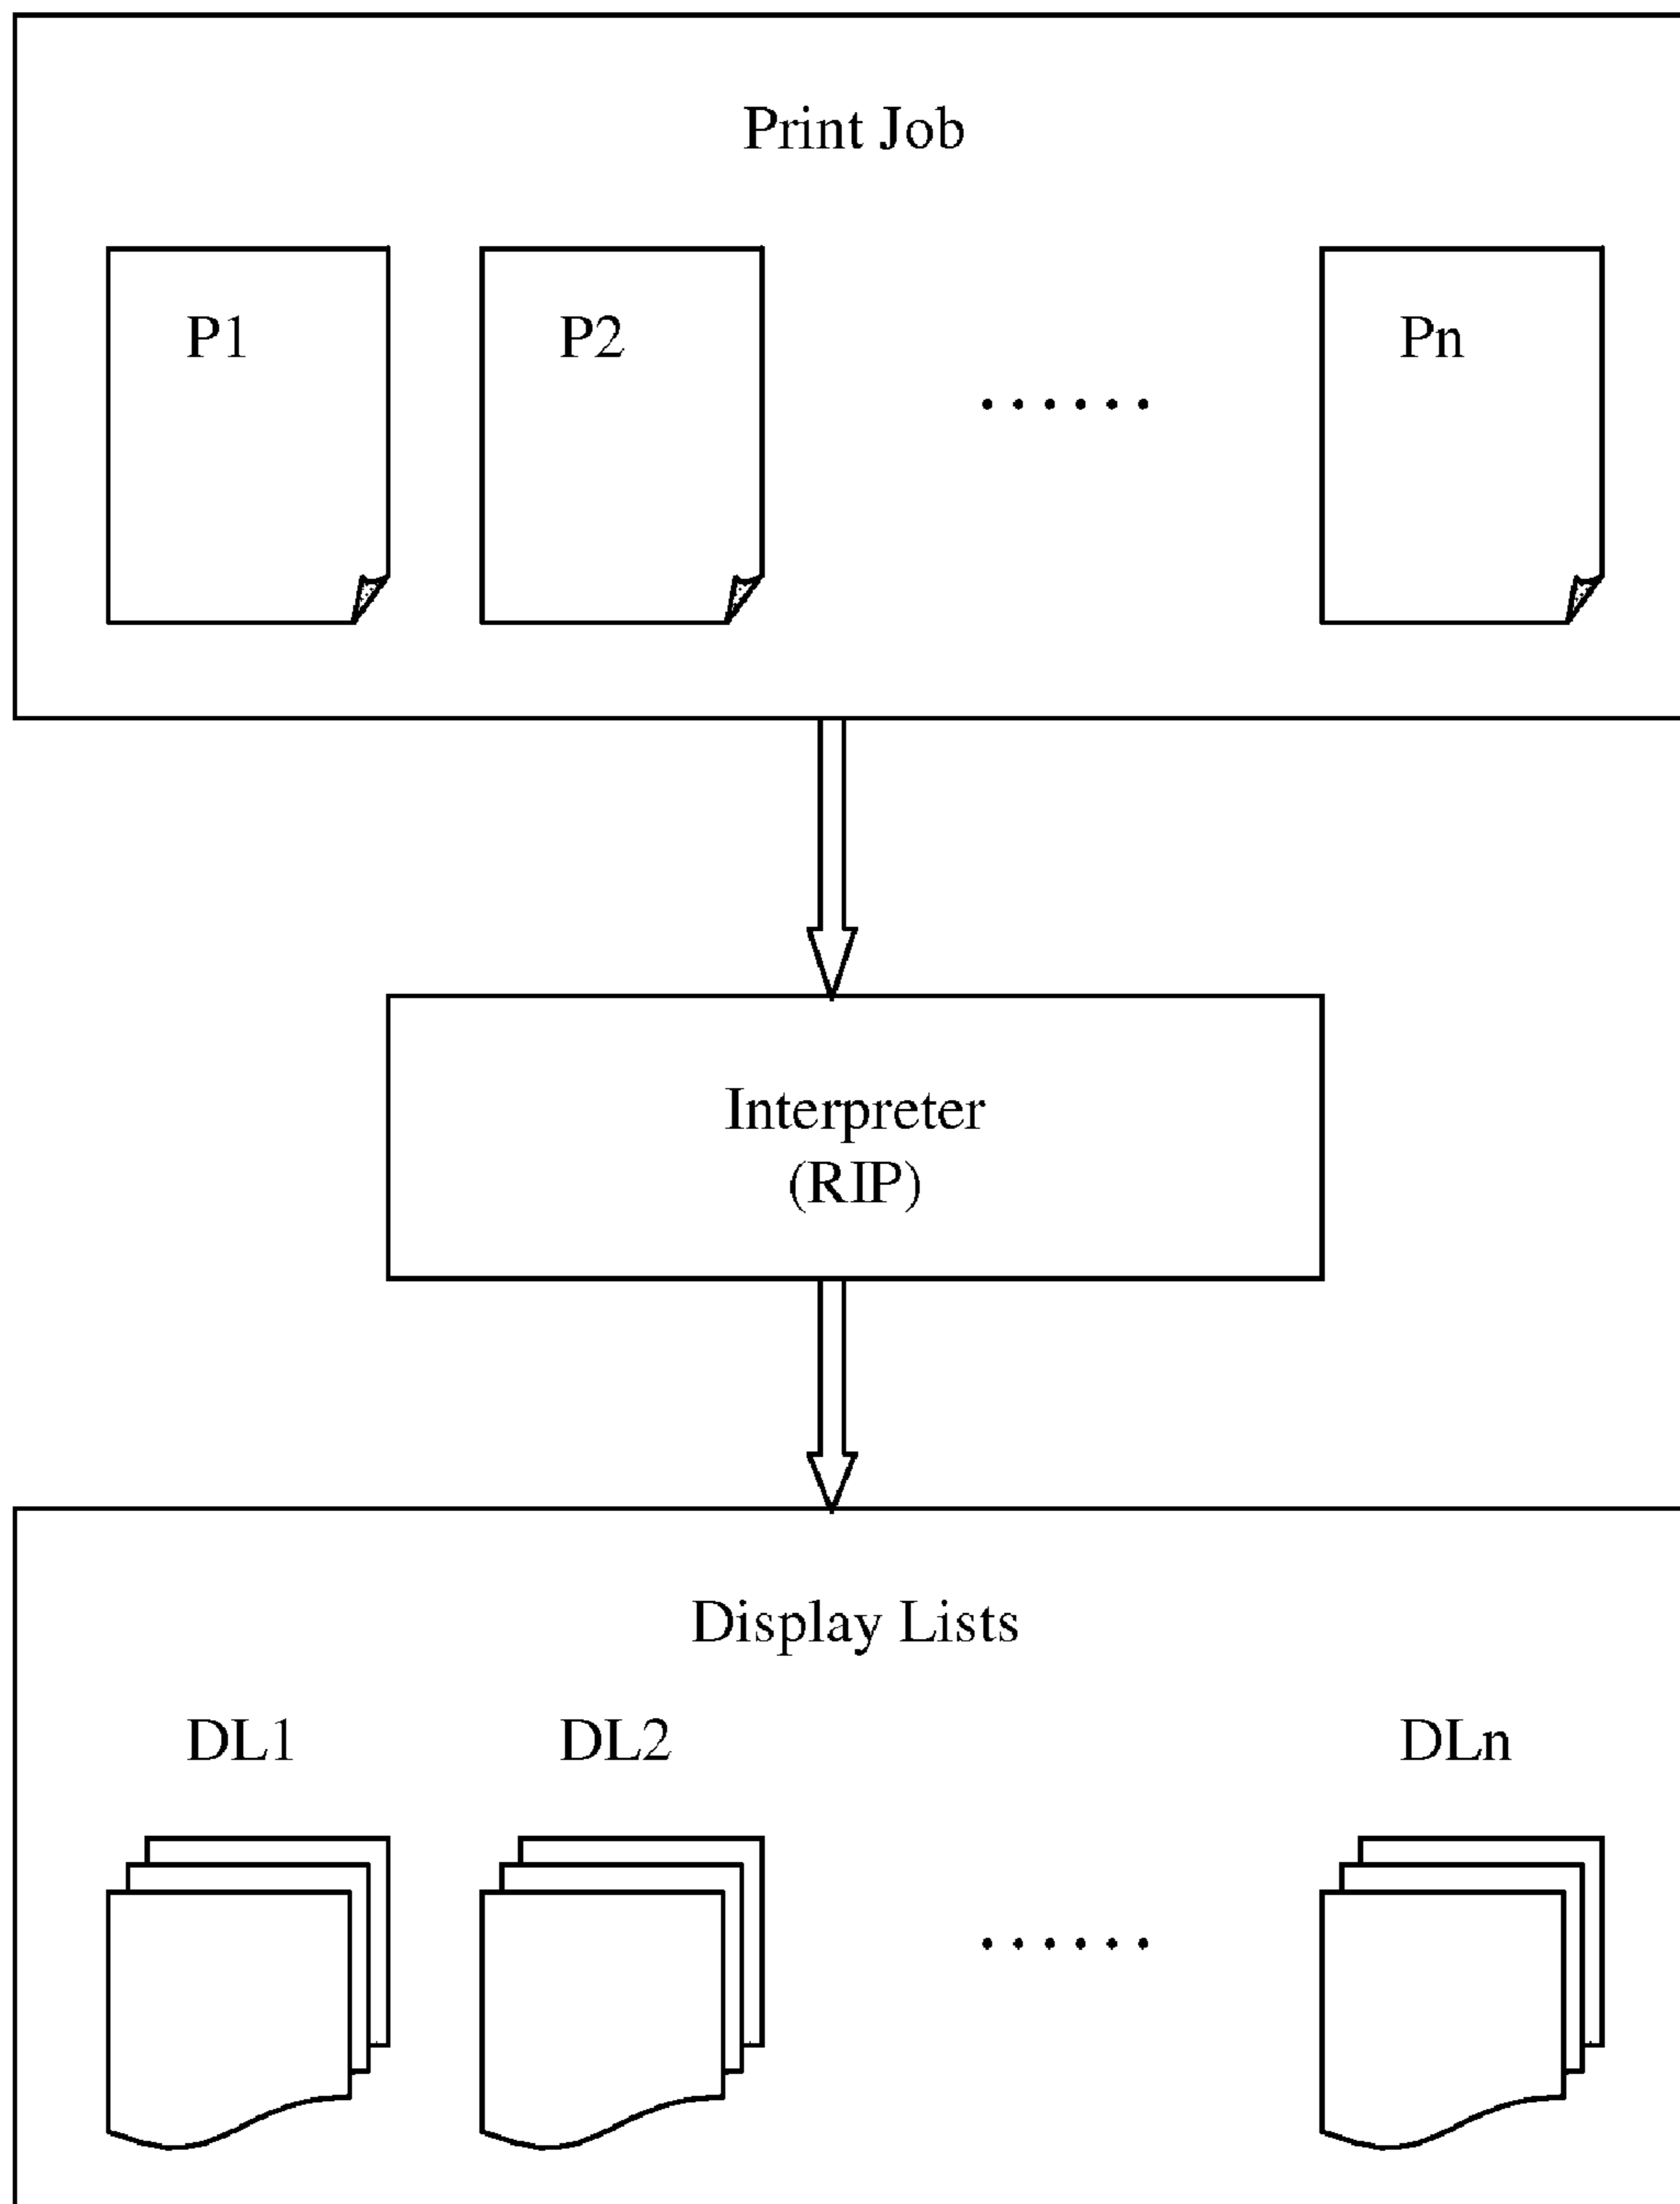 Print Job
P1 P2 ...... Pn
Interpreter
(RIP)
Display Lists
DL1 DL2 DLn
......